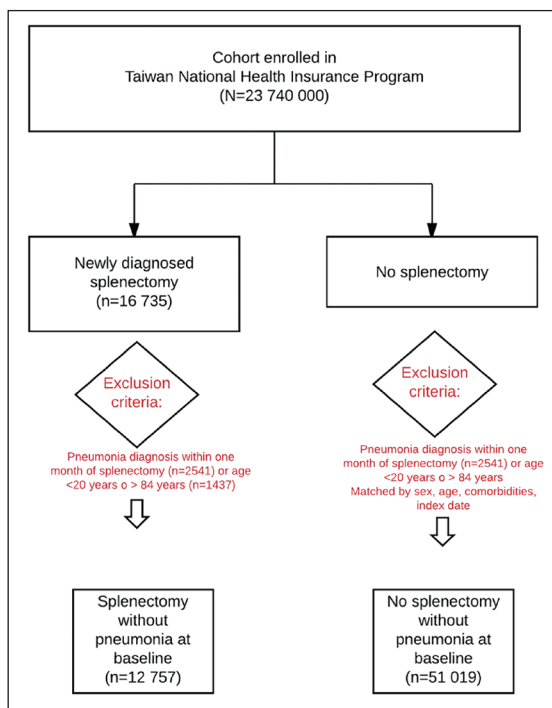 Cohort enrolled in
Taiwan National Health Insurance Program
(N=23 740 000)
Newly diagnosed
splenectomy
(n=16 735)
No splenectomy
Exclusion
criteria:
Exclusion
criteria:
Pneumonia diagnosis within one
month of splenectomy (n=2541) or age
<20 years o > 84 years (n=1437)
Pneumonia diagnosis within one
month of splenectomy (n=2541) or age
<20 years o > 84 years
Matched by sex, age, comorbidities,
index date
Splenectomy
without
pneumonia at
baseline
(n=12 757)
No splenectomy
without
pneumonia at
baseline
(n=51 019)